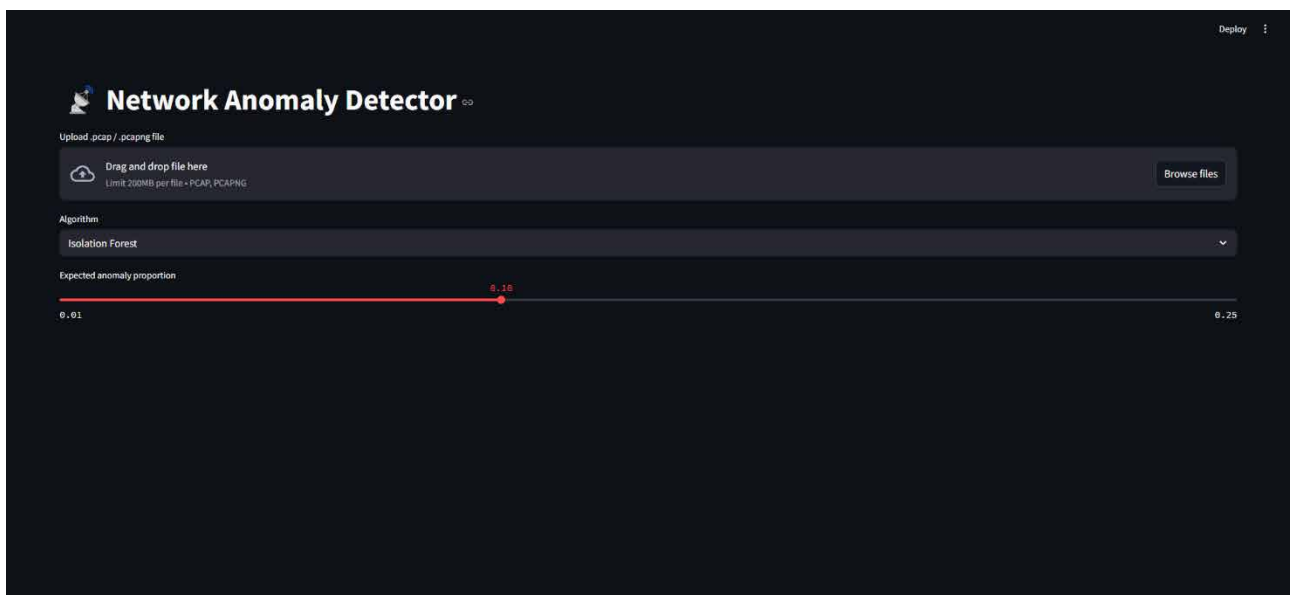 Deploy
Network Anomaly Detector
Upload .pcap / .pcapng file
Drag and drop file here
Limit 200MB per file • PCAP, PCAPNG
Browse files
Algorithm
Isolation Forest
Expected anomaly proportion
0.10
0.01
0.25